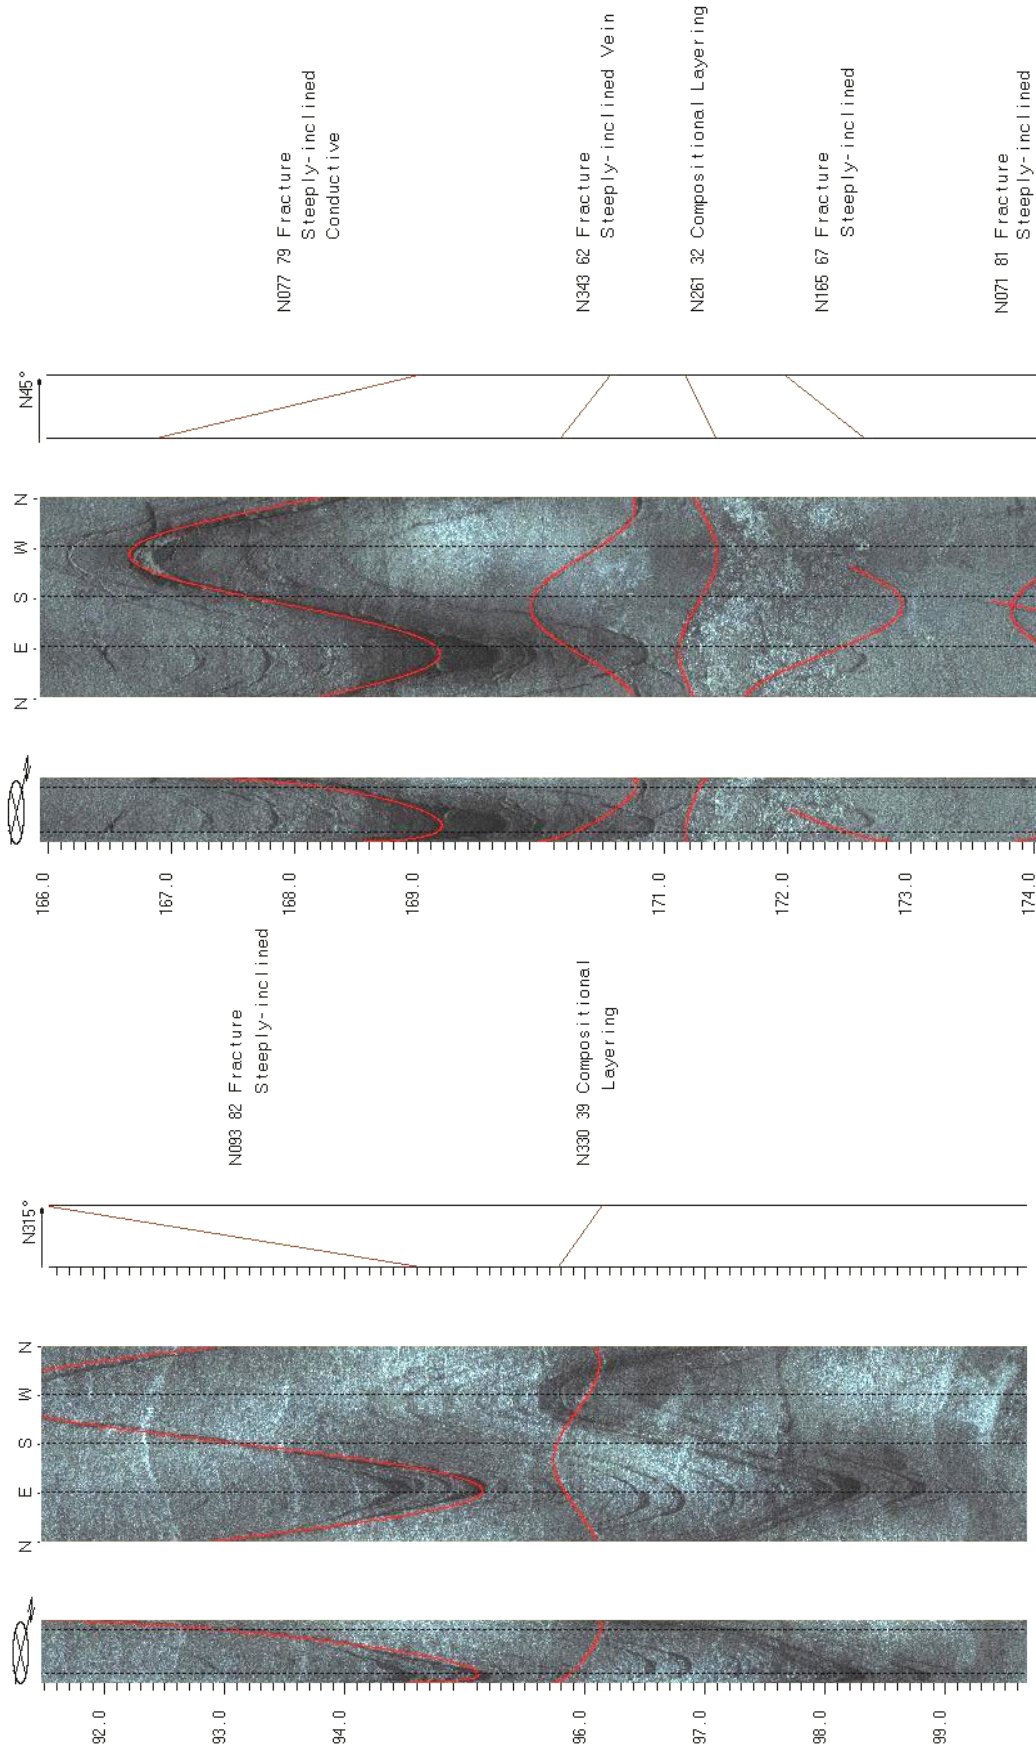 N45°
N
W
S
E
N
166.0
167.0
168.0
169.0
171.0
172.0
173.0
174.0
N077 79 Fracture
Steeply-inclined
Conductive
N343 62 Fracture
Steeply-inclined Vein
N261 32 Compositional Layering
N165 67 Fracture
Steeply-inclined
N071 81 Fracture
Steeply-inclined
N315°
N
W
S
E
N
92.0
93.0
94.0
96.0
97.0
98.0
99.0
N093 82 Fracture
Steeply-inclined
N330 39 Compositional
Layering